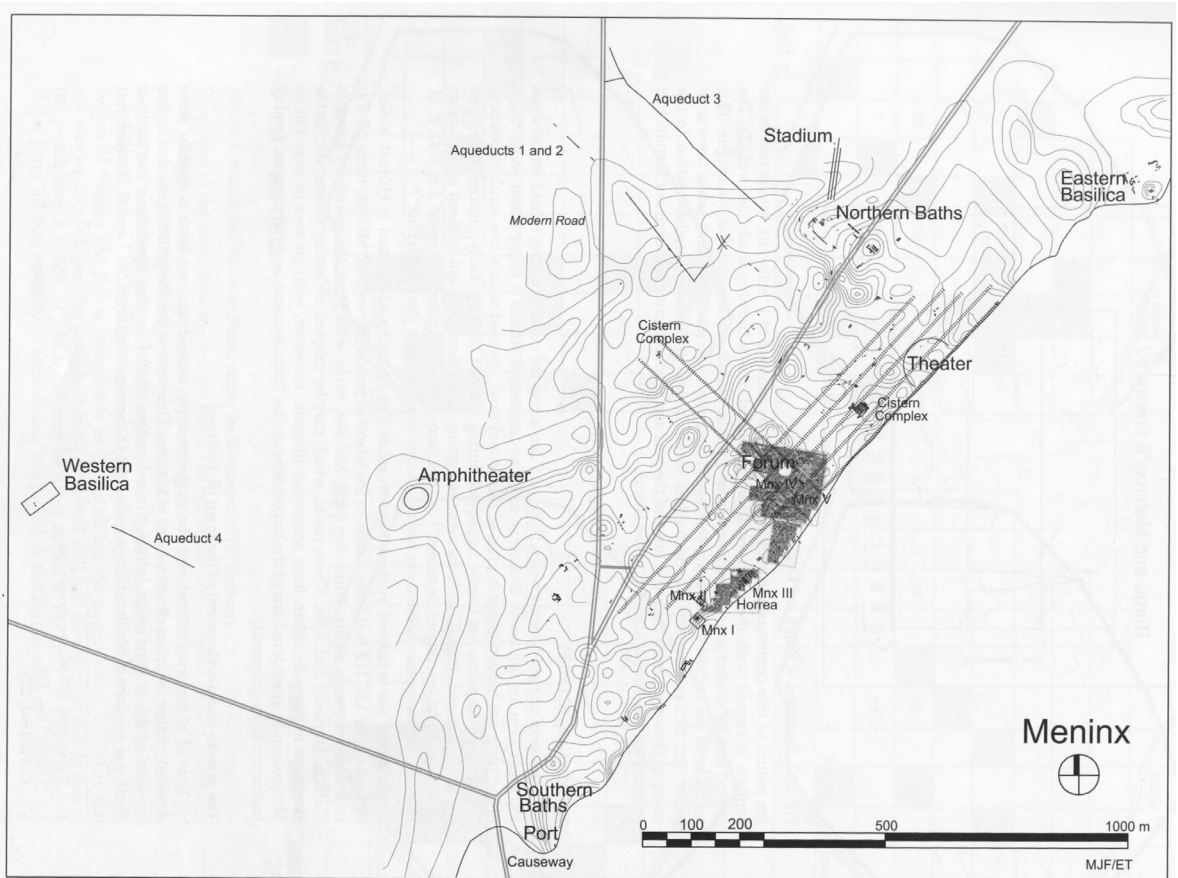 Aqueduct 3
Stadium
Aqueducts 1 and 2
Eastern
Basilica
Modern Road
Northern Baths
Cistern
Complex
Theater
Cistern
Complex
Western
Basilica
Amphitheater
Forum
Mnx IV
Mnx V
Aqueduct 4
Mnx II
Mnx III
Horrea
Mnx I
Meninx
Southern
Baths
Port
Causeway
0 100 200 500 1000 m
MJF/ET